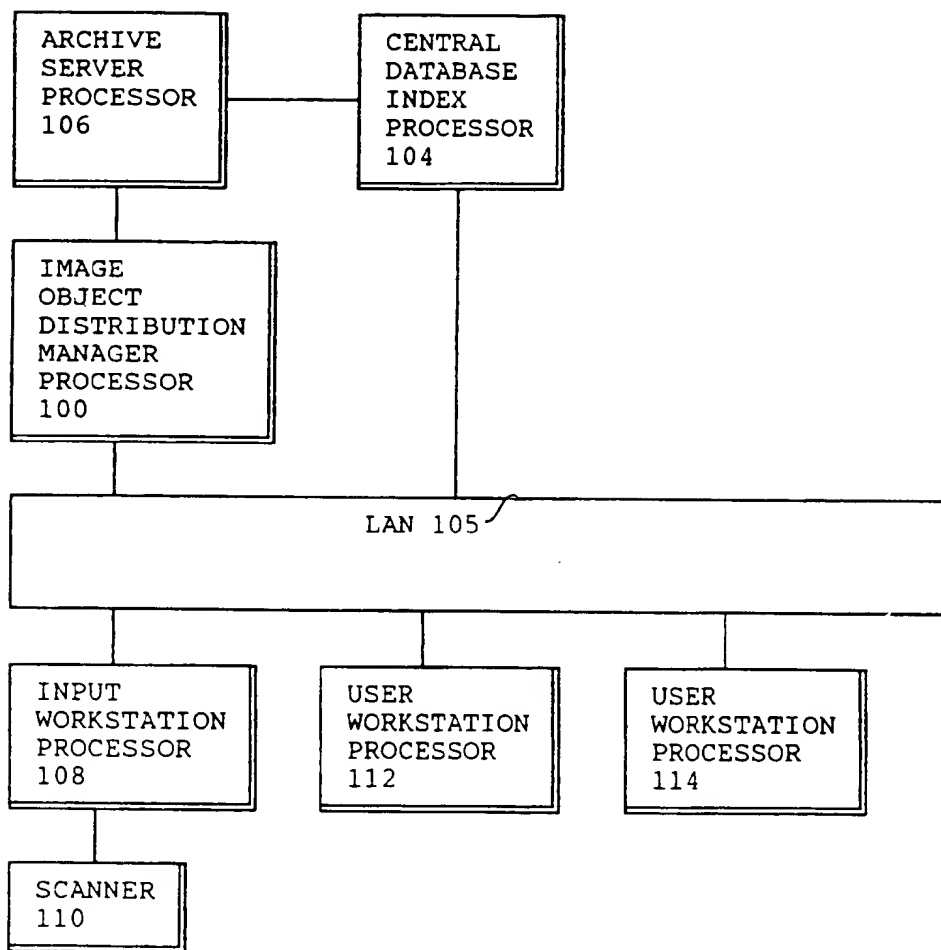 ARCHIVE
SERVER
PROCESSOR
106
CENTRAL
DATABASE
INDEX
PROCESSOR
104
IMAGE
OBJECT
DISTRIBUTION
MANAGER
PROCESSOR
100
LAN 105
INPUT
WORKSTATION
PROCESSOR
108
USER
WORKSTATION
PROCESSOR
112
USER
WORKSTATION
PROCESSOR
114
SCANNER
110